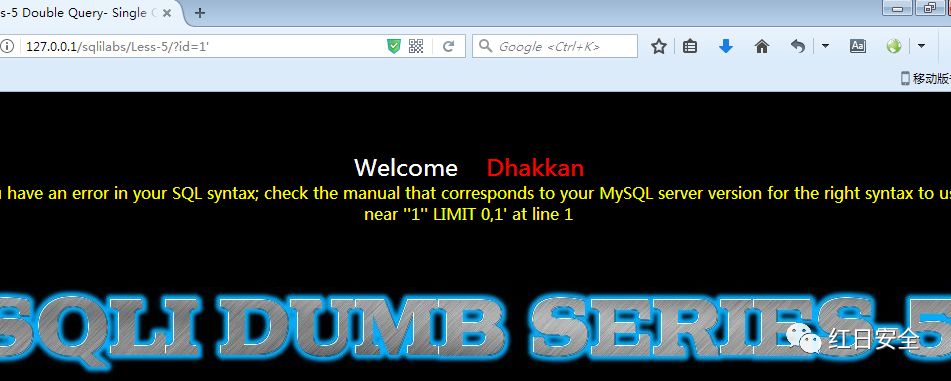 s-5 Double Query- Single
127.0.0.1/sqlilabs/Less-5/?id=1'
Google <Ctrl+K>
移动版
Welcome Dhakkan
have an error in your SQL syntax; check the manual that corresponds to your MySQL server version for the right syntax to us
near ''1'' LIMIT 0,1' at line 1
SQLI DUMB SERIES 5
红日安全